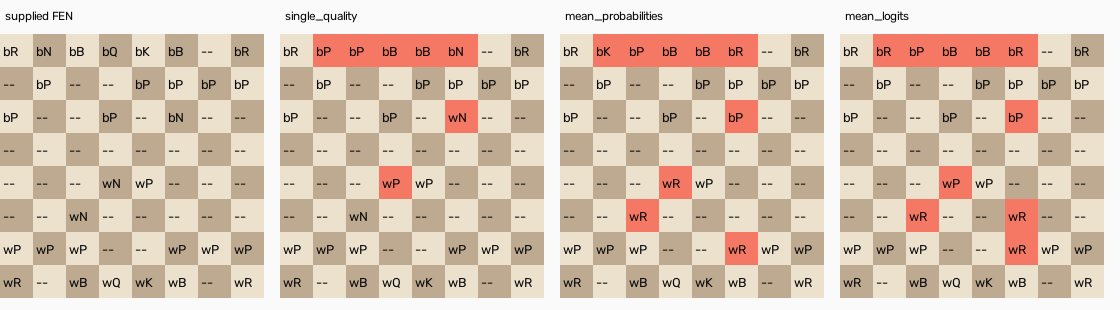 supplied FEN single_quality mean_probabilities mean_logits
bR bN bB bQ bK bB -- bR bR bP bP bB bB bN -- bR bR bK bP bB bB bR -- bR bR bR bP bB bB bR -- bR
-- bP -- -- bP bP bP bP -- bP -- -- bP bP bP bP -- bP -- -- bP bP bP bP -- bP -- -- bP bP bP bP
bP -- -- bP -- bN -- -- bP -- -- bP -- wN -- -- bP -- -- bP -- bP -- -- bP -- -- bP -- bP -- --
-- -- -- -- -- -- -- -- -- -- -- -- -- -- -- -- -- -- -- -- -- -- -- -- -- -- -- -- -- -- -- --
-- -- -- wN wP -- -- -- -- -- -- wP wP -- -- -- -- -- -- wR wP -- -- -- -- -- -- wP wP -- -- --
-- -- wN -- -- -- -- -- -- -- wN -- -- -- -- -- -- -- wR -- -- -- -- -- -- -- wR -- -- wR -- --
wP wP wP -- -- wP wP wP wP wP wP -- -- wP wP wP wP wP wP -- -- wR wP wP wP wP wP -- -- wR wP wP
wR -- wB wQ wK wB -- wR wR -- wB wQ wK wB -- wR wR -- wB wQ wK wB -- wR wR -- wB wQ wK wB -- wR